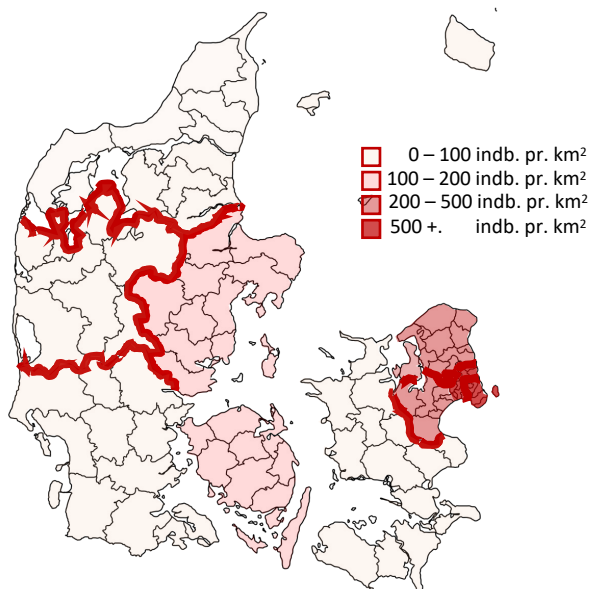 0 – 100 indb. pr. km²
100 – 200 indb. pr. km²
200 – 500 indb. pr. km²
500 +. indb. pr. km²